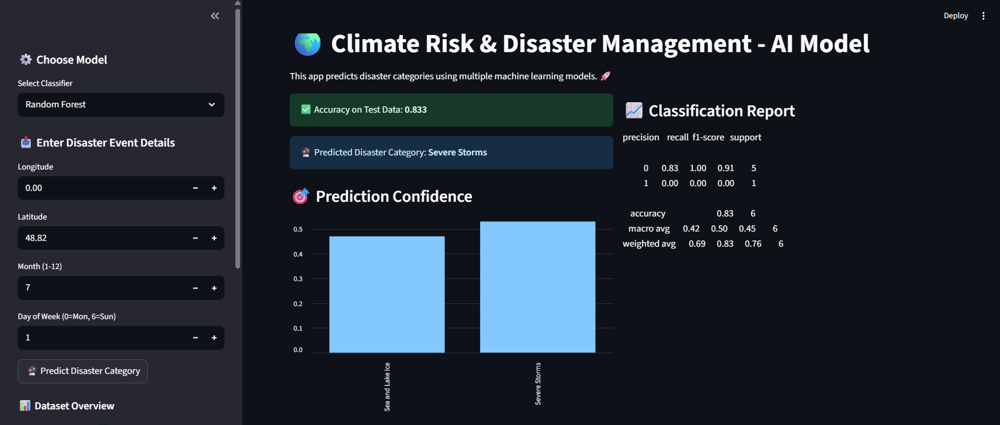 Choose Model
Select Classifier
Random Forest
Enter Disaster Event Details
Longitude
0.00
Latitude
48.82
Month (1-12)
7
Day of Week (0=Mon, 6=Sun)
1
Predict Disaster Category
Dataset Overview
Deploy
Climate Risk & Disaster Management - AI Model
This app predicts disaster categories using multiple machine learning models.
Accuracy on Test Data: 0.833
Predicted Disaster Category: Severe Storms
Prediction Confidence
0.5
0.4
0.3
0.2
0.1
0.0
Sea and Lake Ice
Severe Storms
Classification Report
precision recall f1-score support
0 0.83 1.00 0.91 5
1 0.00 0.00 0.00 1
accuracy 0.83 6
macro avg 0.42 0.50 0.45 6
weighted avg 0.69 0.83 0.76 6